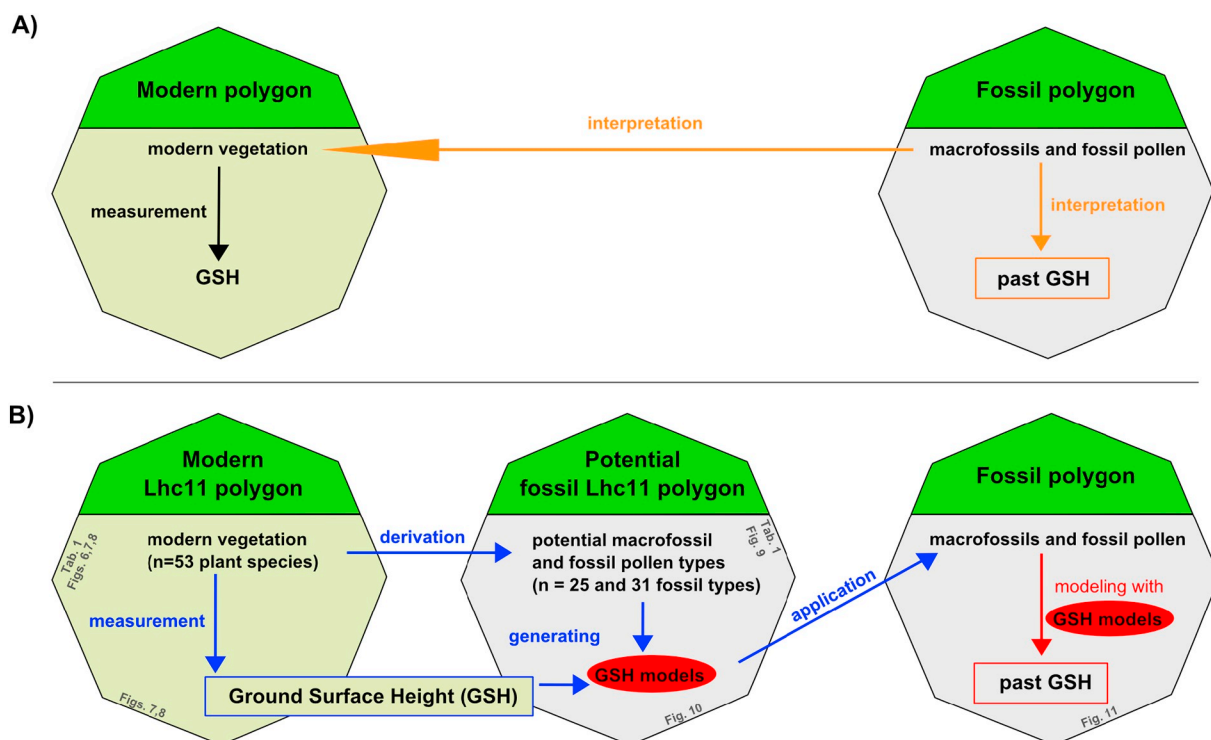 A)
Modern polygon
modern vegetation
measurement
GSH
interpretation
Fossil polygon
macrofossils and fossil pollen
interpretation
past GSH
B)
Modern
Lhc11 polygon
Tab. 1
Figs. 6,7,8
modern vegetation
(n=53 plant species)
measurement
Ground Surface Height (GSH)
Figs. 7,8
derivation
Potential
fossil Lhc11 polygon
Tab. 1
Fig. 9
potential macrofossil
and fossil pollen types
(n = 25 and 31 fossil types)
generating
GSH models
Fig. 10
application
Fossil polygon
macrofossils and fossil pollen
modeling with
GSH models
past GSH
Fig. 11